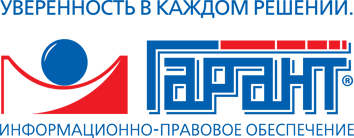 УВЕРЕННОСТЬ В КАЖДОМ РЕШЕНИИ.
ГАРАНТ®
ИНФОРМАЦИОННО-ПРАВОВОЕ ОБЕСПЕЧЕНИЕ